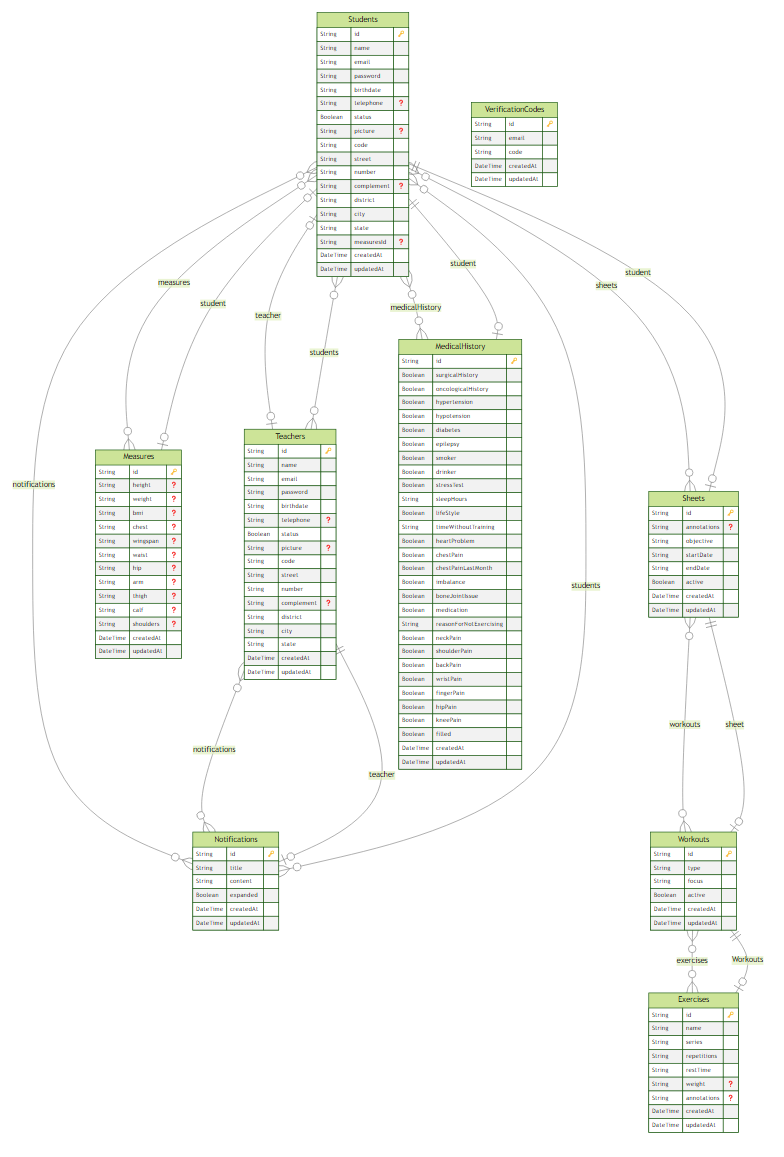 Students
String id 🔑
String name
String email
String password
String birthdate
String telephone ❓
Boolean status
String picture ❓
String code
String street
String number
String complement ❓
String district
String city
String state
String measuresId ❓
DateTime createdAt
DateTime updatedAt
VerificationCodes
String id 🔑
String email
String code
DateTime createdAt
DateTime updatedAt
measures
student
teacher
students
student
medicalHistory
sheets
student
notifications
students
MedicalHistory
String id 🔑
Boolean surgicalHistory
Boolean oncologicalHistory
Boolean hypertension
Boolean hypotension
Boolean diabetes
Boolean epilepsy
Boolean smoker
Boolean drinker
Boolean stressTest
String sleepHours
Boolean lifeStyle
String timeWithoutTraining
Boolean heartProblem
Boolean chestPain
Boolean chestPainLastMonth
Boolean imbalance
Boolean boneJointIssue
Boolean medication
String reasonForNotExercising
Boolean neckPain
Boolean shoulderPain
Boolean backPain
Boolean wristPain
Boolean fingerPain
Boolean hipPain
Boolean kneePain
Boolean filled
DateTime createdAt
DateTime updatedAt
Teachers
String id 🔑
String name
String email
String password
String birthdate
String telephone ❓
Boolean status
String picture ❓
String code
String street
String number
String complement ❓
String district
String city
String state
DateTime createdAt
DateTime updatedAt
Measures
String id 🔑
String height ❓
String weight ❓
String bmi ❓
String chest ❓
String wingspan ❓
String waist ❓
String hip ❓
String arm ❓
String thigh ❓
String calf ❓
String shoulders ❓
DateTime createdAt
DateTime updatedAt
Sheets
String id 🔑
String annotations ❓
String objective
String startDate
String endDate
Boolean active
DateTime createdAt
DateTime updatedAt
notifications
teacher
workouts
sheet
Notifications
String id 🔑
String title
String content
Boolean expanded
DateTime createdAt
DateTime updatedAt
Workouts
String id 🔑
String type
String focus
Boolean active
DateTime createdAt
DateTime updatedAt
exercises
Workouts
Exercises
String id 🔑
String name
String series
String repetitions
String restTime
String weight ❓
String annotations ❓
DateTime createdAt
DateTime updatedAt